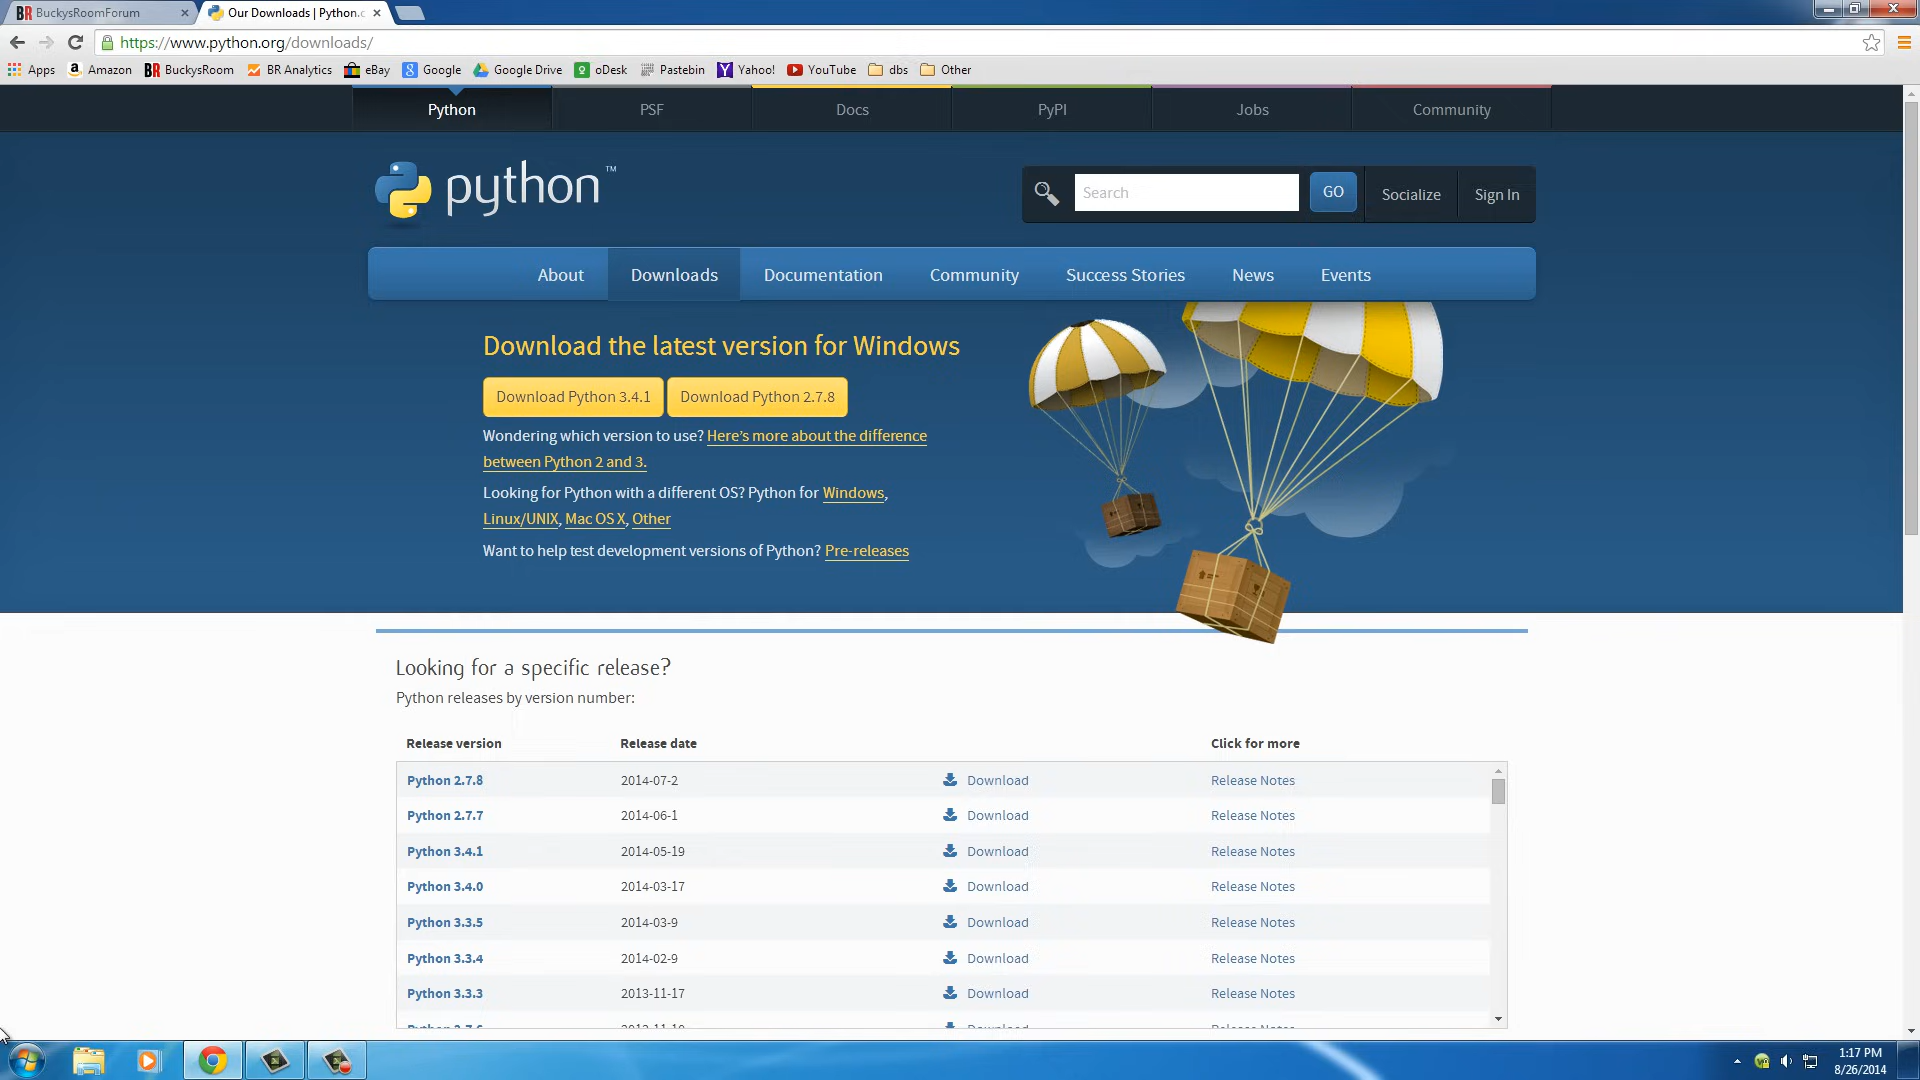 BR BuckysRoomForum
Our Downloads | Python.c
https://www.python.org/downloads/
Apps Amazon BR BuckysRoom BR Analytics eBay Google Google Drive oDesk Pastebin Yahoo! YouTube dbs Other
Python PSF Docs PyPI Jobs Community
python™
Search GO Socialize Sign In
About Downloads Documentation Community Success Stories News Events
Download the latest version for Windows
Download Python 3.4.1 Download Python 2.7.8
Wondering which version to use? Here's more about the difference
between Python 2 and 3.
Looking for Python with a different OS? Python for Windows,
Linux/UNIX, Mac OS X, Other
Want to help test development versions of Python? Pre-releases
Looking for a specific release?
Python releases by version number:
Release version Release date Click for more
Python 2.7.8 2014-07-2 Download Release Notes
Python 2.7.7 2014-06-1 Download Release Notes
Python 3.4.1 2014-05-19 Download Release Notes
Python 3.4.0 2014-03-17 Download Release Notes
Python 3.3.5 2014-03-9 Download Release Notes
Python 3.3.4 2014-02-9 Download Release Notes
Python 3.3.3 2013-11-17 Download Release Notes
1:17 PM
8/26/2014